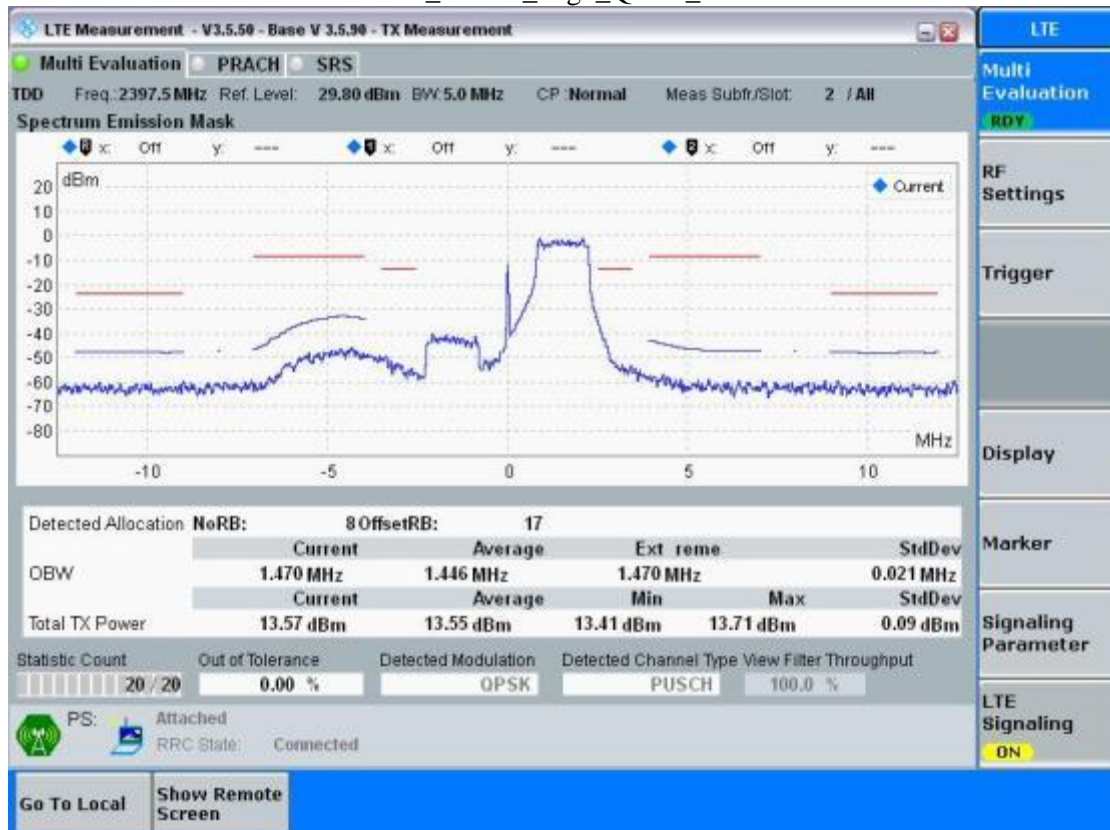 LTE Measurement - V3.5.50 - Base V 3.5.90 - TX Measurement
LTE
Multi Evaluation PRACH SRS
Multi Evaluation
RDY
TDD Freq.:2397.5 MHz Ref. Level: 29.80 dBm BW:5.0 MHz CP :Normal Meas Subfr/Slot: 2 / All
Spectrum Emission Mask
x: Off y: --- x: Off y: --- x: Off y: ---
dBm
Current
20
10
0
-10
-20
-30
-40
-50
-60
-70
-80
MHz
-10 -5 0 5 10
RF Settings
Trigger
Display
Marker
Signaling Parameter
LTE Signaling
ON
Detected Allocation NoRB: 8 OffsetRB: 17
Current Average Ext reme StdDev
OBW 1.470 MHz 1.446 MHz 1.470 MHz 0.021 MHz
Current Average Min Max StdDev
Total TX Power 13.57 dBm 13.55 dBm 13.41 dBm 13.71 dBm 0.09 dBm
Statistic Count Out of Tolerance Detected Modulation Detected Channel Type View Filter Throughput
20 / 20 0.00 % QPSK PUSCH 100.0 %
PS: Attached
RRC State: Connected
Go To Local
Show Remote Screen